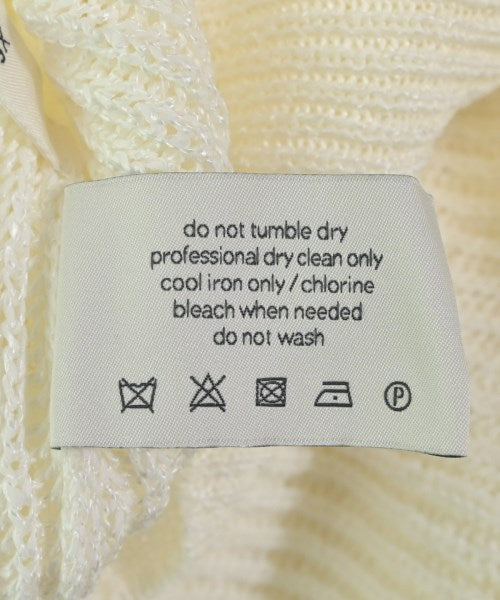 do not tumble dry
professional dry clean only
cool iron only / chlorine
bleach when needed
do not wash
P